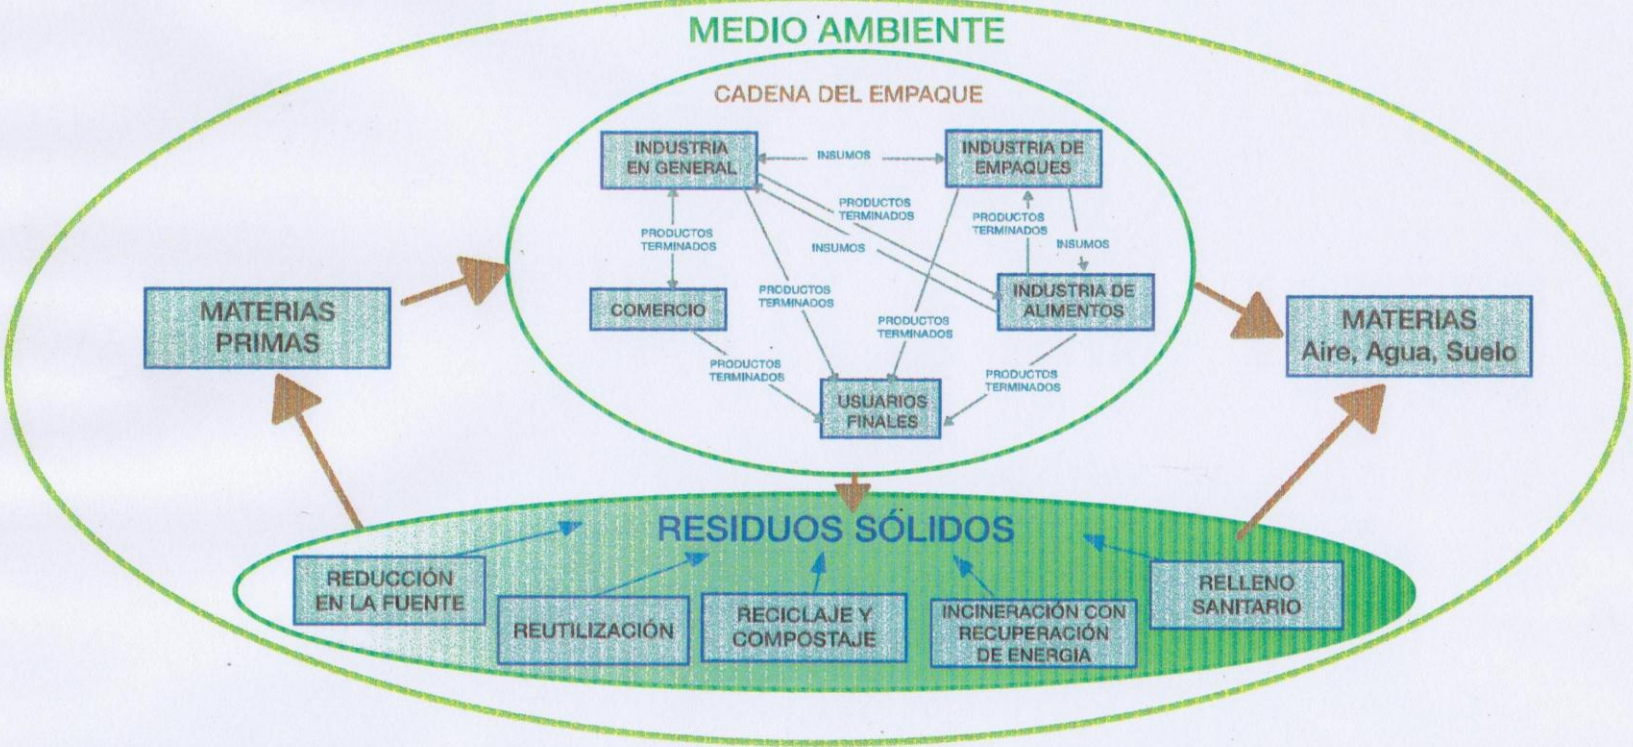 MEDIO AMBIENTE
CADENA DEL EMPAQUE
INDUSTRIA
EN GENERAL
INSUMOS
INDUSTRIA DE
EMPAQUES
PRODUCTOS
TERMINADOS
PRODUCTOS
TERMINADOS
INSUMOS
PRODUCTOS
TERMINADOS
INSUMOS
MATERIAS
PRIMAS
COMERCIO
PRODUCTOS
TERMINADOS
PRODUCTOS
TERMINADOS
INDUSTRIA DE
ALIMENTOS
MATERIAS
Aire, Agua, Suelo
PRODUCTOS
TERMINADOS
PRODUCTOS
TERMINADOS
USUARIOS
FINALES
RESIDUOS SÓLIDOS
REDUCCIÓN
EN LA FUENTE
REUTILIZACIÓN
RECICLAJE Y
COMPOSTAJE
INCINERACIÓN CON
RECUPERACIÓN
DE ENERGIA
RELLENO
SANITARIO